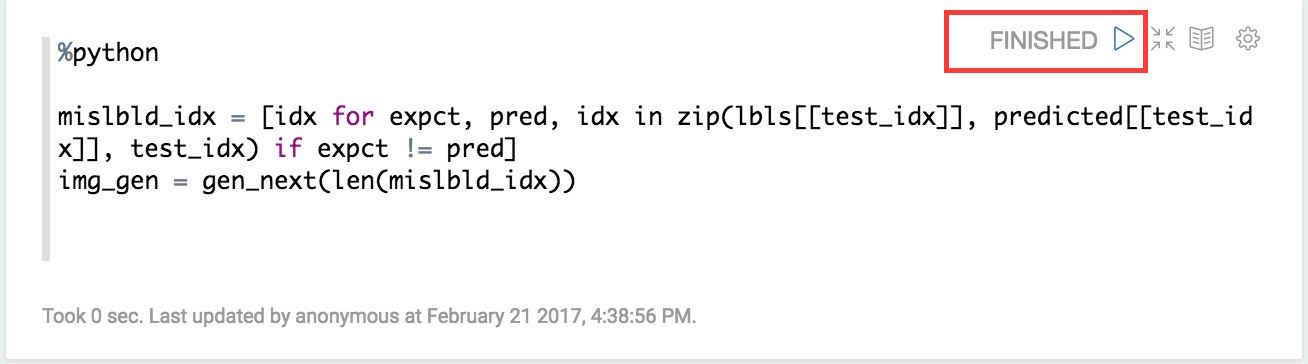 FINISHED
%python
mislbld_idx = [idx for expct, pred, idx in zip(lbls[[test_idx]], predicted[[test_id
x]], test_idx) if expct != pred]
img_gen = gen_next(len(mislbld_idx))
Took 0 sec. Last updated by anonymous at February 21 2017, 4:38:56 PM.